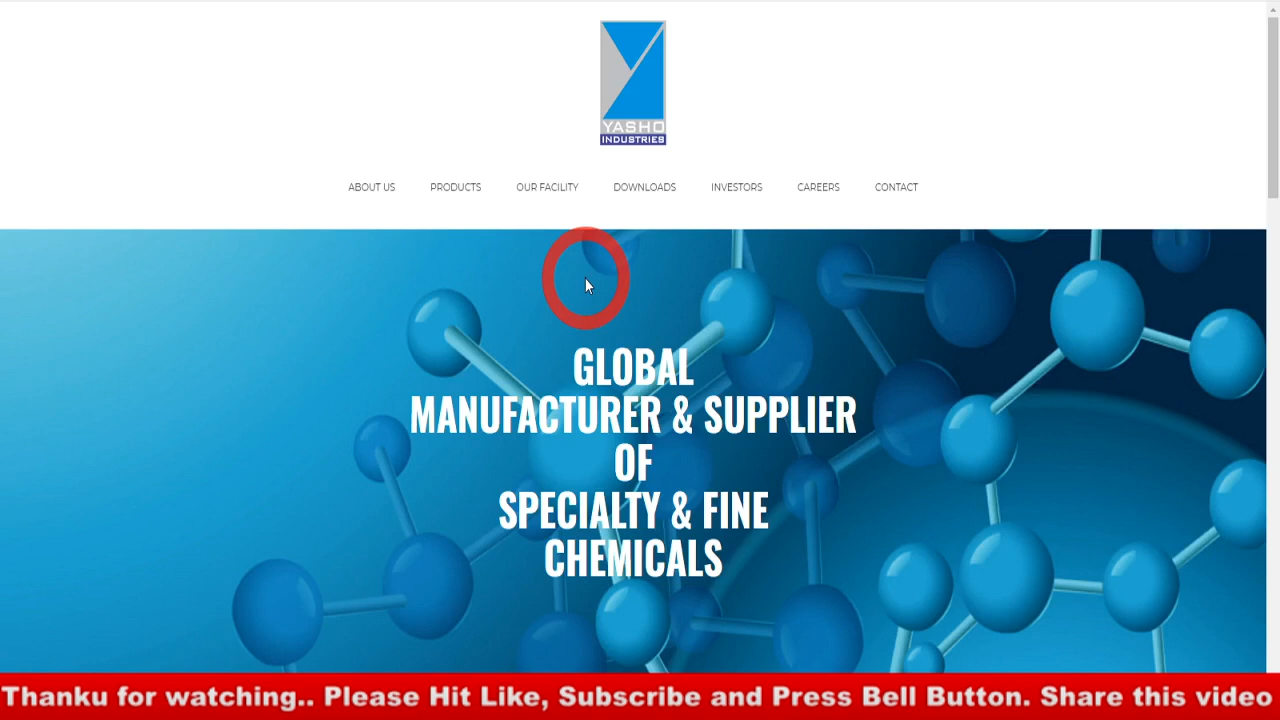 YASHO
INDUSTRIES
ABOUT US PRODUCTS OUR FACILITY DOWNLOADS INVESTORS CAREERS CONTACT
GLOBAL
MANUFACTURER & SUPPLIER
OF
SPECIALTY & FINE
CHEMICALS
Thanku for watching.. Please Hit Like, Subscribe and Press Bell Button. Share this video